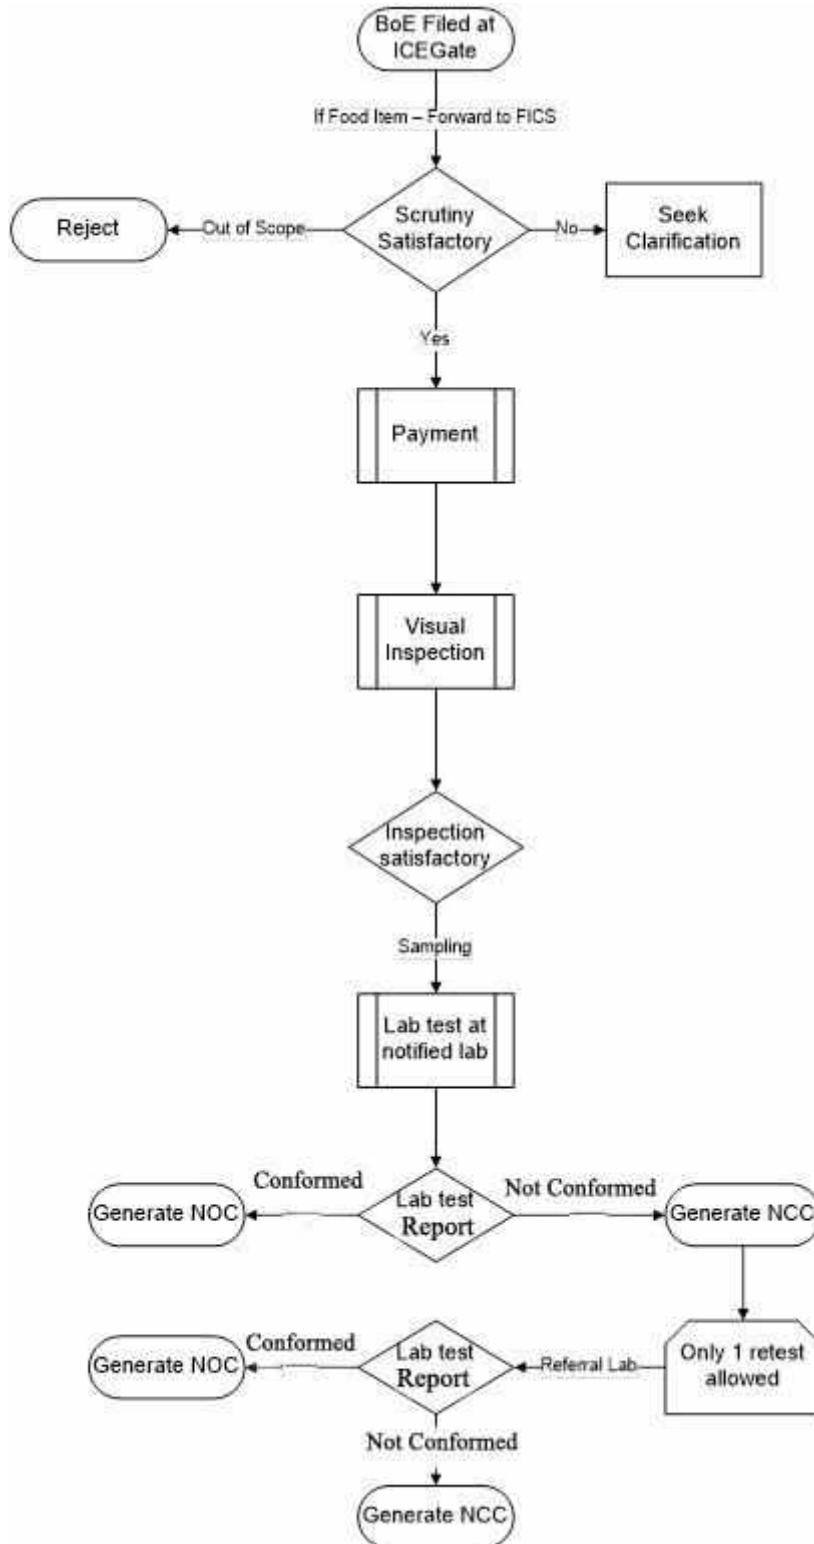 BoE Filed at
ICEGate
If Food Item – Forward to FICS
Reject
Out of Scope
Scrutiny
Satisfactory
No
Seek
Clarification
Yes
Payment
Visual
Inspection
Inspection
satisfactory
Sampling
Lab test at
notified lab
Generate NOC
Conformed
Lab test
Report
Not Conformed
Generate NCC
Generate NOC
Conformed
Lab test
Report
Referral Lab
Only 1 retest
allowed
Not Conformed
Generate NCC